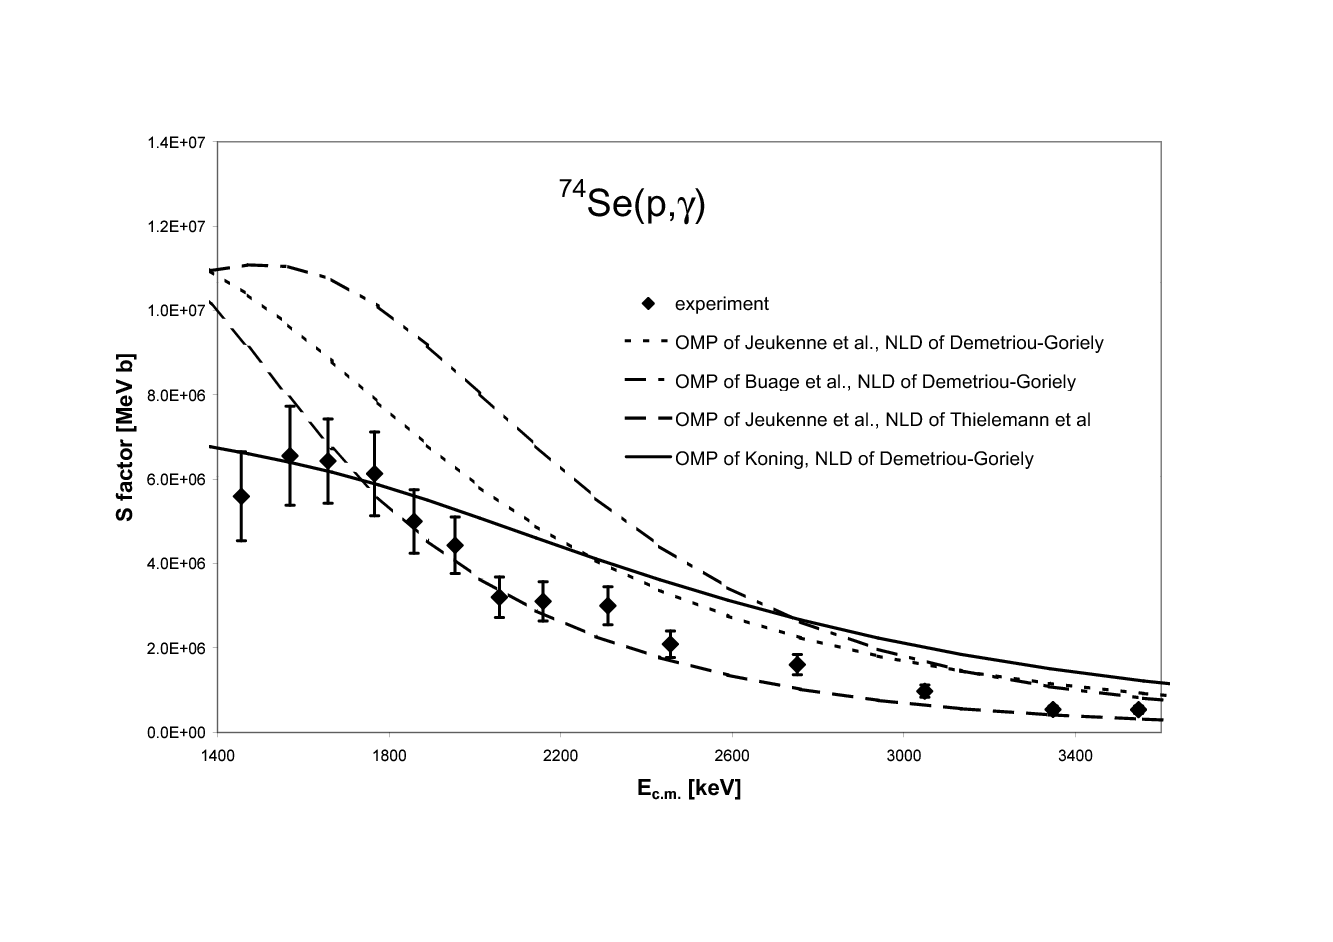 1.4E+07
⁷⁴Se(p,γ)
1.2E+07
experiment
1.0E+07
OMP of Jeukenne et al., NLD of Demetriou-Goriely
OMP of Buage et al., NLD of Demetriou-Goriely
8.0E+06
OMP of Jeukenne et al., NLD of Thielemann et al
OMP of Koning, NLD of Demetriou-Goriely
6.0E+06
4.0E+06
2.0E+06
0.0E+00
S factor [MeV b]
1400 1800 2200 2600 3000 3400
E c.m. [keV]